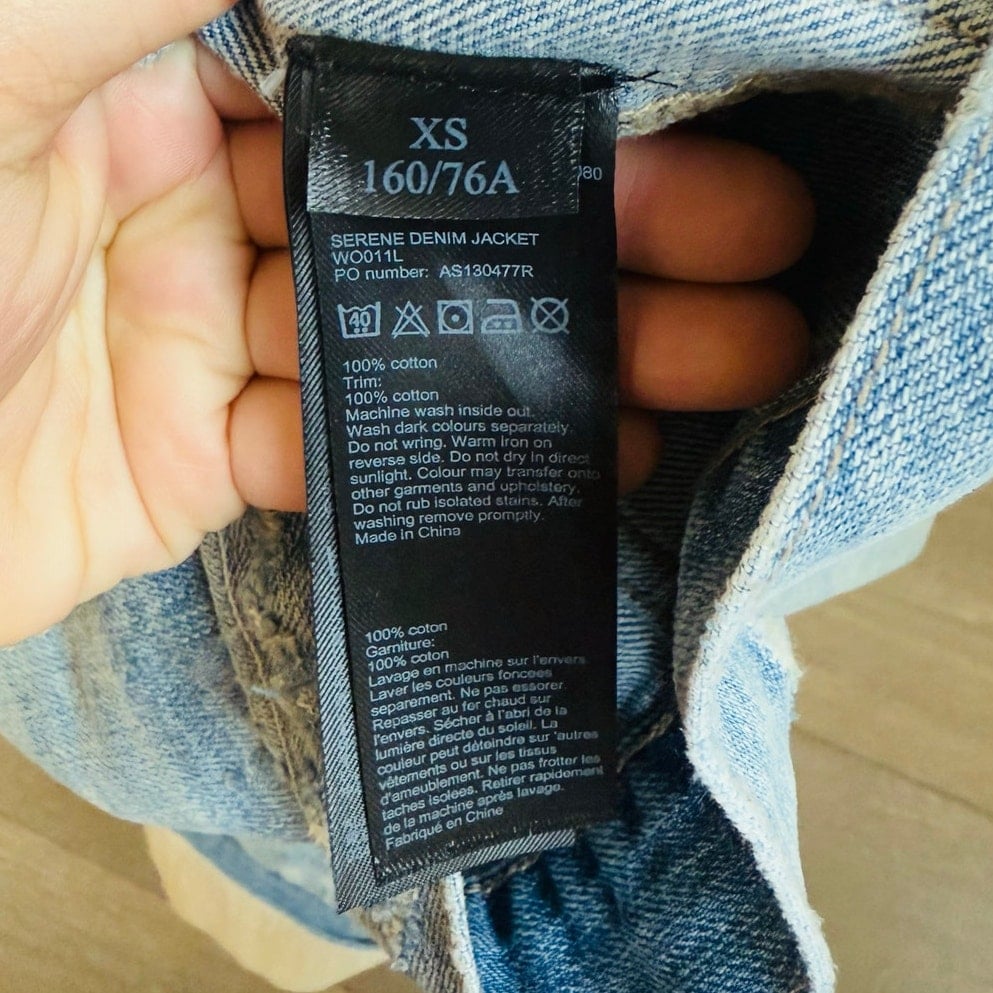 XS
160/76A
080
SERENE DENIM JACKET
WO011L
PO number: AS130477R
40
100% cotton
Trim:
100% cotton
Machine wash inside out.
Wash dark colours separately.
Do not wring. Warm iron on
reverse side. Do not dry in direct
sunlight. Colour may transfer onto
other garments and upholstery.
Do not rub isolated stains. After
washing remove promptly.
Made in China
100% coton
Garniture:
100% coton
Lavage en machine sur l'envers
Laver les couleurs foncées
separement. Ne pas essorer.
Repasser au fer chaud sur
l'envers. Sécher à l'abri de la
lumière directe du soleil. La
couleur peut déteindre sur 'autres
vêtements ou sur les tissus
d'ameublement. Ne pas frotter les
taches isolées. Retirer rapidement
de la machine après lavage.
Fabriqué en China